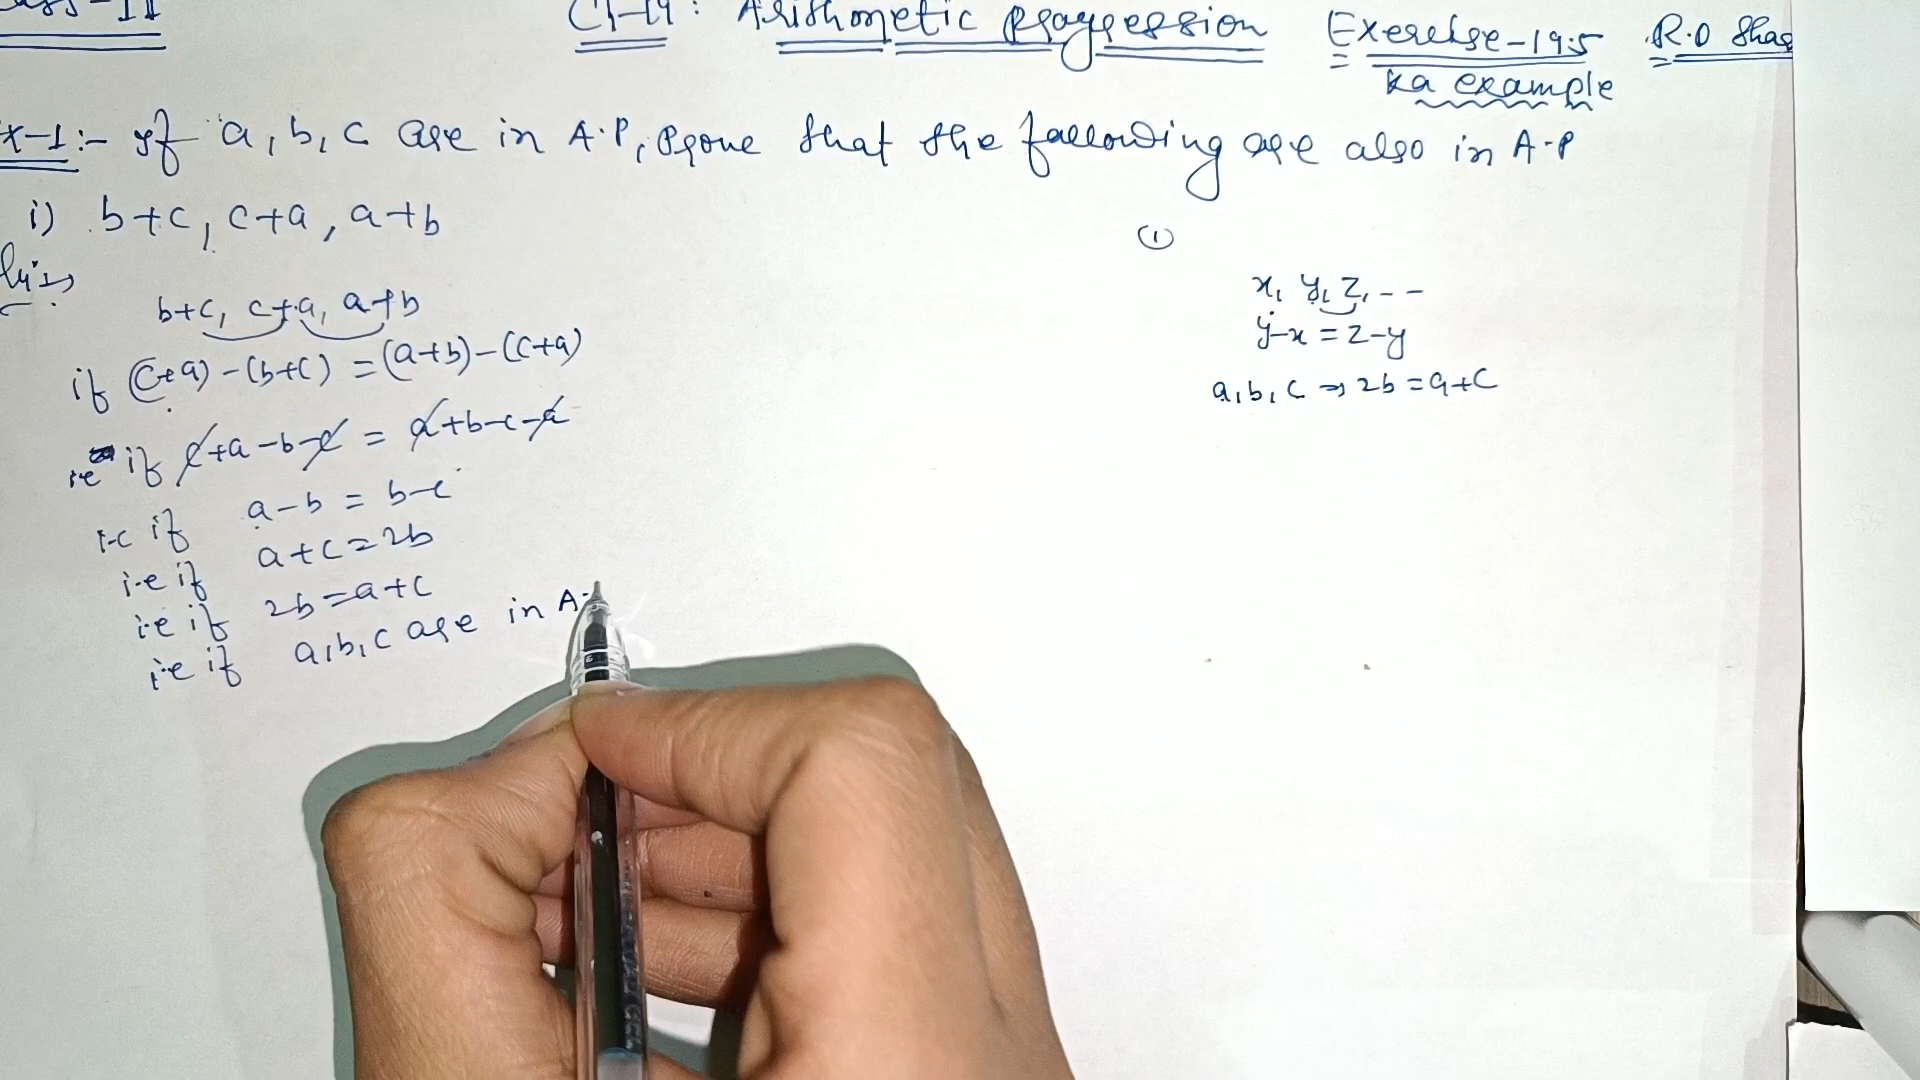 Ch-19: Arithmetic Progression Exercise-19.5 R.D Shar
ka example
Ex-1:- If a, b, c are in A.P, Prove that the following are also in A.P
i) b+c, c+a, a+b
b+c, c+a, a+b
if (c+a) - (b+c) = (a+b) - (c+a)
i.e if c+a-b-c = a+b-c-a
i.e if a-b = b-c
i.e if a+c=2b
i.e if 2b=a+c
i.e if a,b,c are in A.
①
x, y, z, - -
y-x = z-y
a,b,c ⇒ 2b = a+c